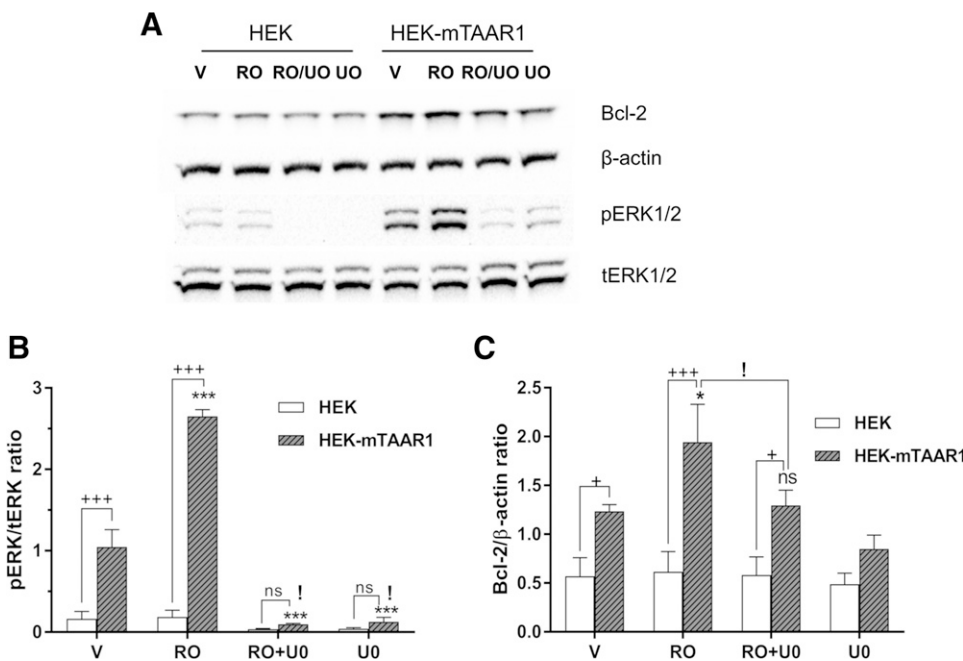 A
HEK HEK-mTAAR1
V RO RO/UO UO V RO RO/UO UO
Bcl-2
β-actin
pERK1/2
tERK1/2
B
pERK/tERK ratio
3
2
1
0
+++
+++
***
ns !
***
ns !
***
HEK
HEK-mTAAR1
V RO RO+U0 U0
C
Bcl-2/β-actin ratio
2.5
2.0
1.5
1.0
0.5
0.0
+
+++
*
!
+
ns
HEK
HEK-mTAAR1
V RO RO+U0 U0